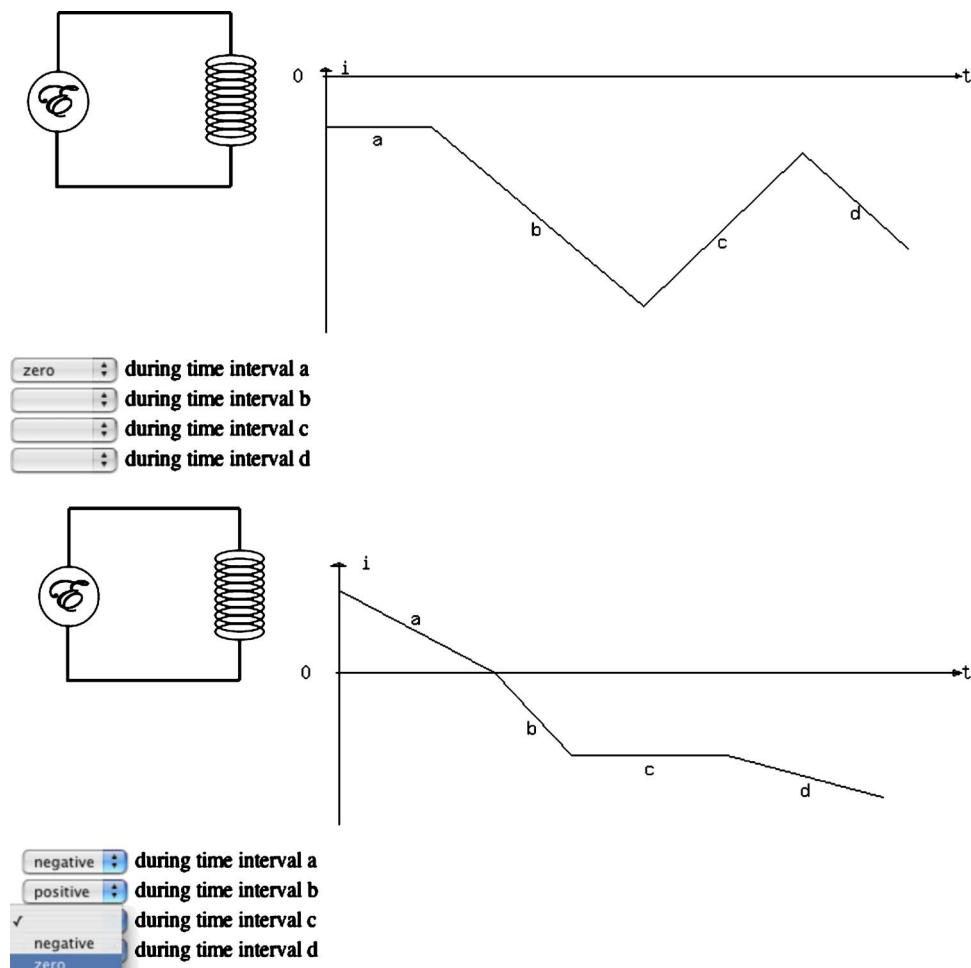 0 i t
a
b
c
d
zero during time interval a
during time interval b
during time interval c
during time interval d
i
a
0 t
b
c
d
negative during time interval a
positive during time interval b
✓ during time interval c
negative during time interval d
zero